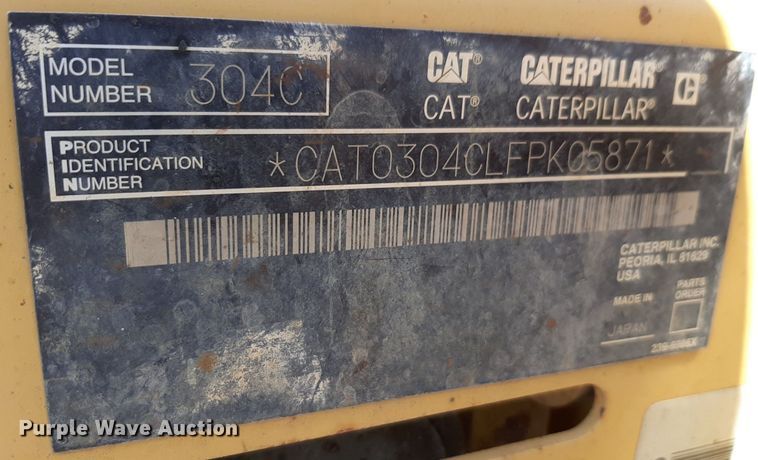 MODEL NUMBER 304C
CAT® CATERPILLAR® C
CAT® CATERPILLAR®
PRODUCT IDENTIFICATION NUMBER *CAT0304CLFPK05871*
CATERPILLAR INC.
PEORIA, IL 61629
USA
MADE IN
PARTS ORDER
JAPAN
Purple Wave Auction